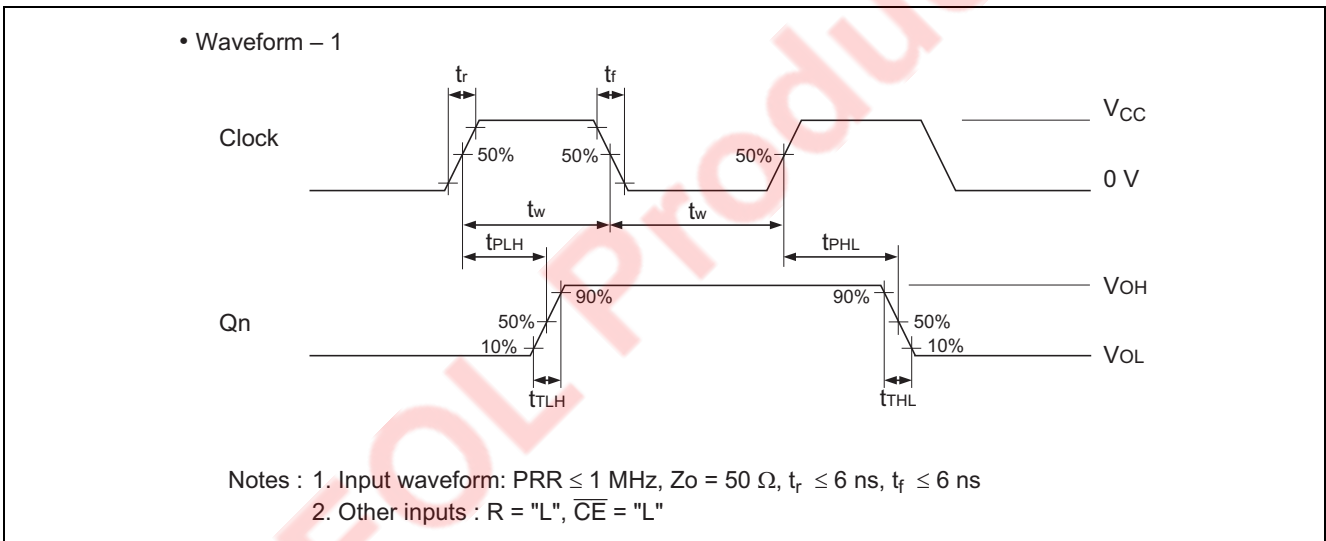 • Waveform – 1
tr
tf
Clock
VCC
50%
50%
50%
0 V
tw
tw
tPLH
tPHL
Qn
90%
90%
VOH
50%
50%
10%
10%
VOL
tTLH
tTHL
Notes : 1. Input waveform: PRR ≤ 1 MHz, Zo = 50 Ω, tr ≤ 6 ns, tf ≤ 6 ns
2. Other inputs : R = "L", C̅E̅ = "L"
EOL Produc